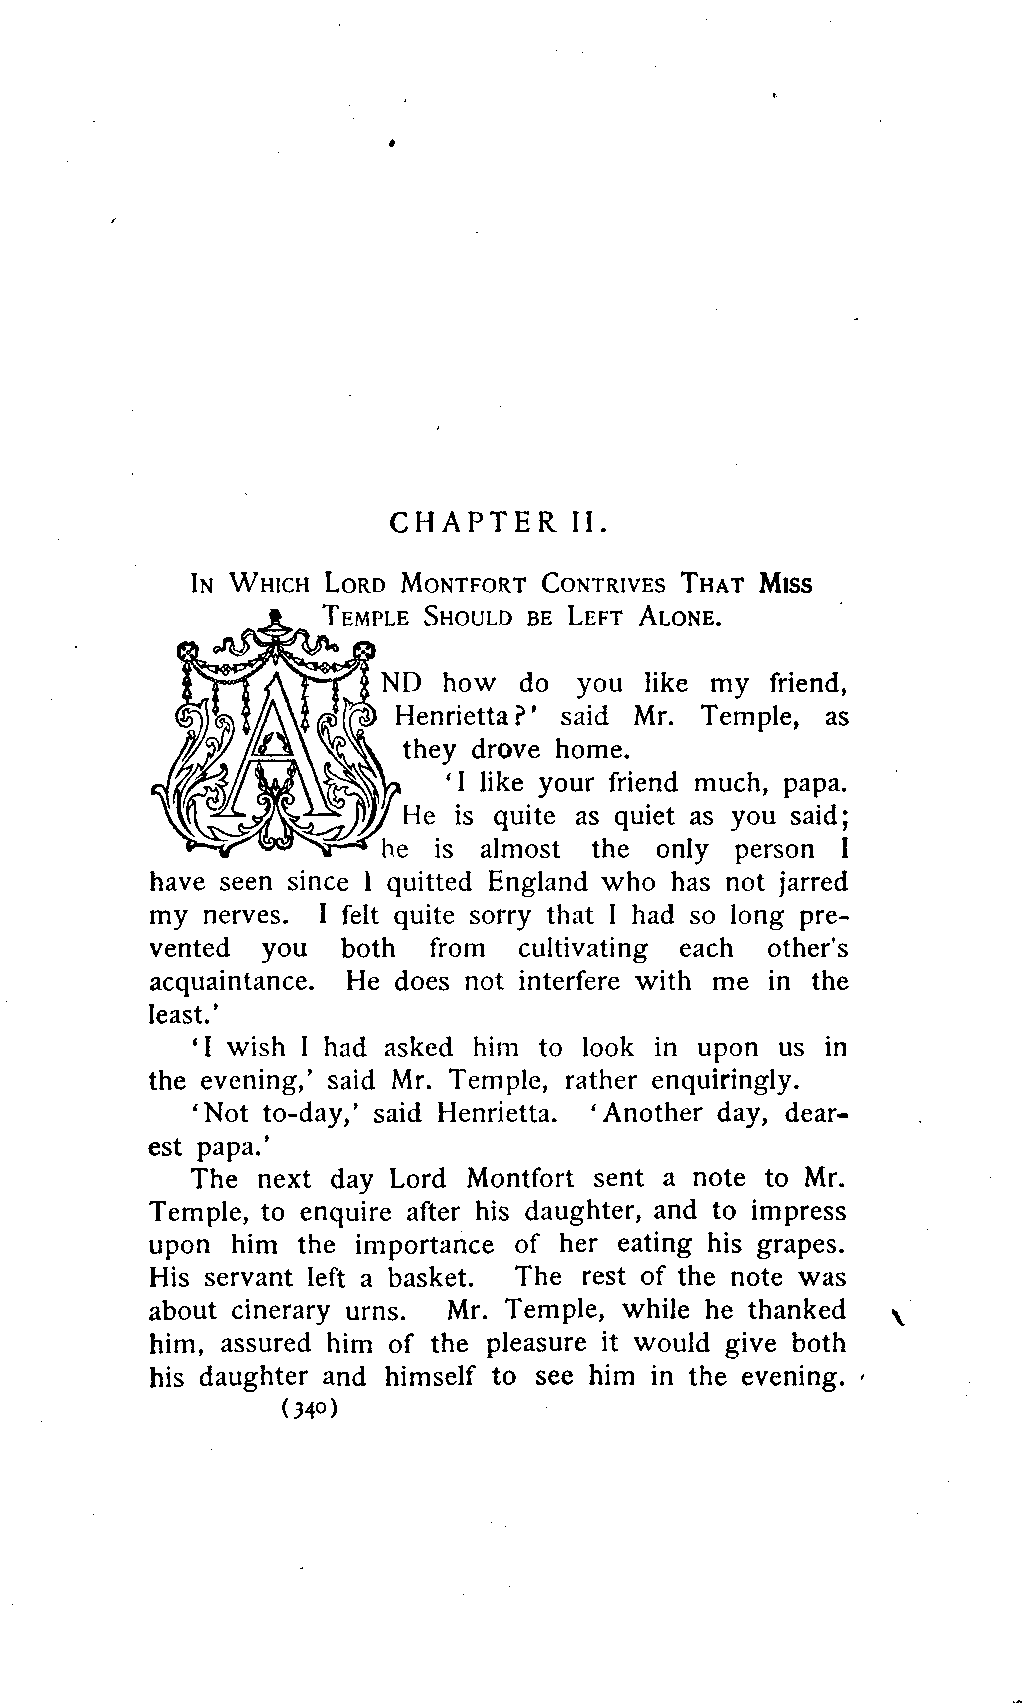 CHAPTER II.
In Which Lord Montfort Contrives That Miss
Temple Should be Left Alone.
AND how do you like my friend,
Henrietta?' said Mr. Temple, as
they drove home.
'I like your friend much, papa.
He is quite as quiet as you said;
he is almost the only person I
have seen since I quitted England who has not jarred
my nerves. I felt quite sorry that I had so long pre-
vented you both from cultivating each other's
acquaintance. He does not interfere with me in the
least.'
'I wish I had asked him to look in upon us in
the evening,' said Mr. Temple, rather enquiringly.
'Not to-day,' said Henrietta. 'Another day, dear-
est papa.'
The next day Lord Montfort sent a note to Mr.
Temple, to enquire after his daughter, and to impress
upon him the importance of her eating his grapes.
His servant left a basket. The rest of the note was
about cinerary urns. Mr. Temple, while he thanked
him, assured him of the pleasure it would give both
his daughter and himself to see him in the evening.
(340)